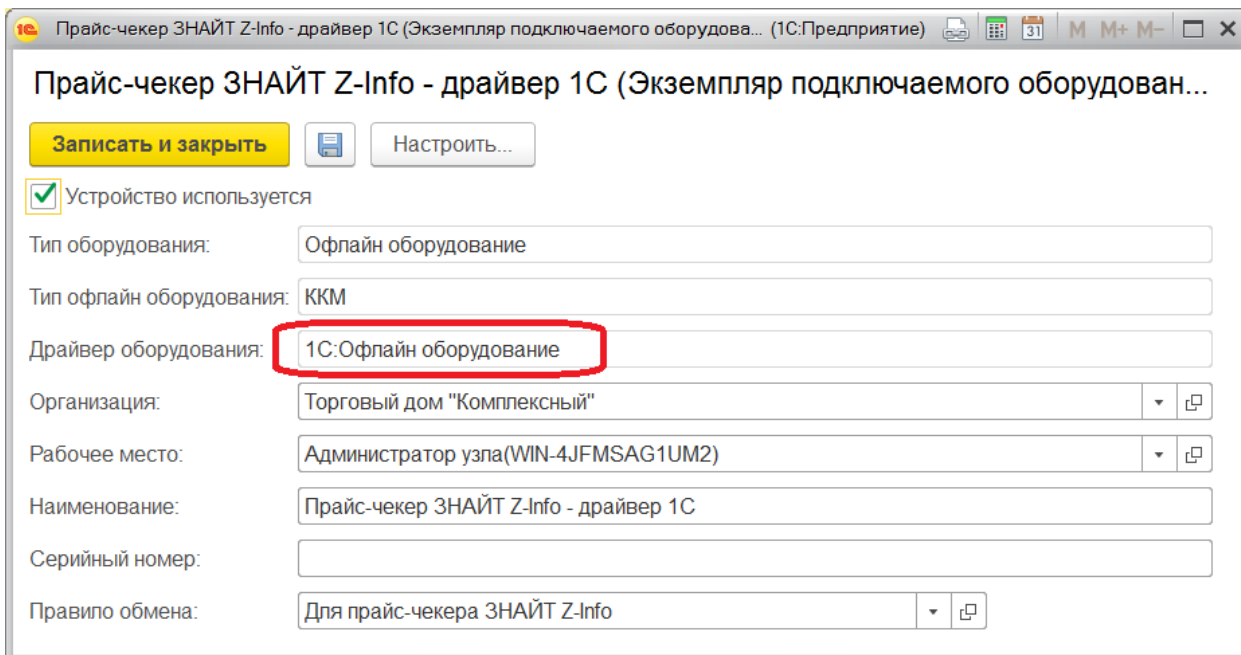 1С Прайс-чекер ЗНАЙТ Z-Info - драйвер 1С (Экземпляр подключаемого оборудова... (1С:Предприятие) 31 M M+ M-
Прайс-чекер ЗНАЙТ Z-Info - драйвер 1С (Экземпляр подключаемого оборудован...
Записать и закрыть Настроить...
Устройство используется
Тип оборудования: Офлайн оборудование
Тип офлайн оборудования: ККМ
Драйвер оборудования: 1С:Офлайн оборудование
Организация: Торговый дом "Комплексный"
Рабочее место: Администратор узла(WIN-4JFMSAG1UM2)
Наименование: Прайс-чекер ЗНАЙТ Z-Info - драйвер 1С
Серийный номер:
Правило обмена: Для прайс-чекера ЗНАЙТ Z-Info